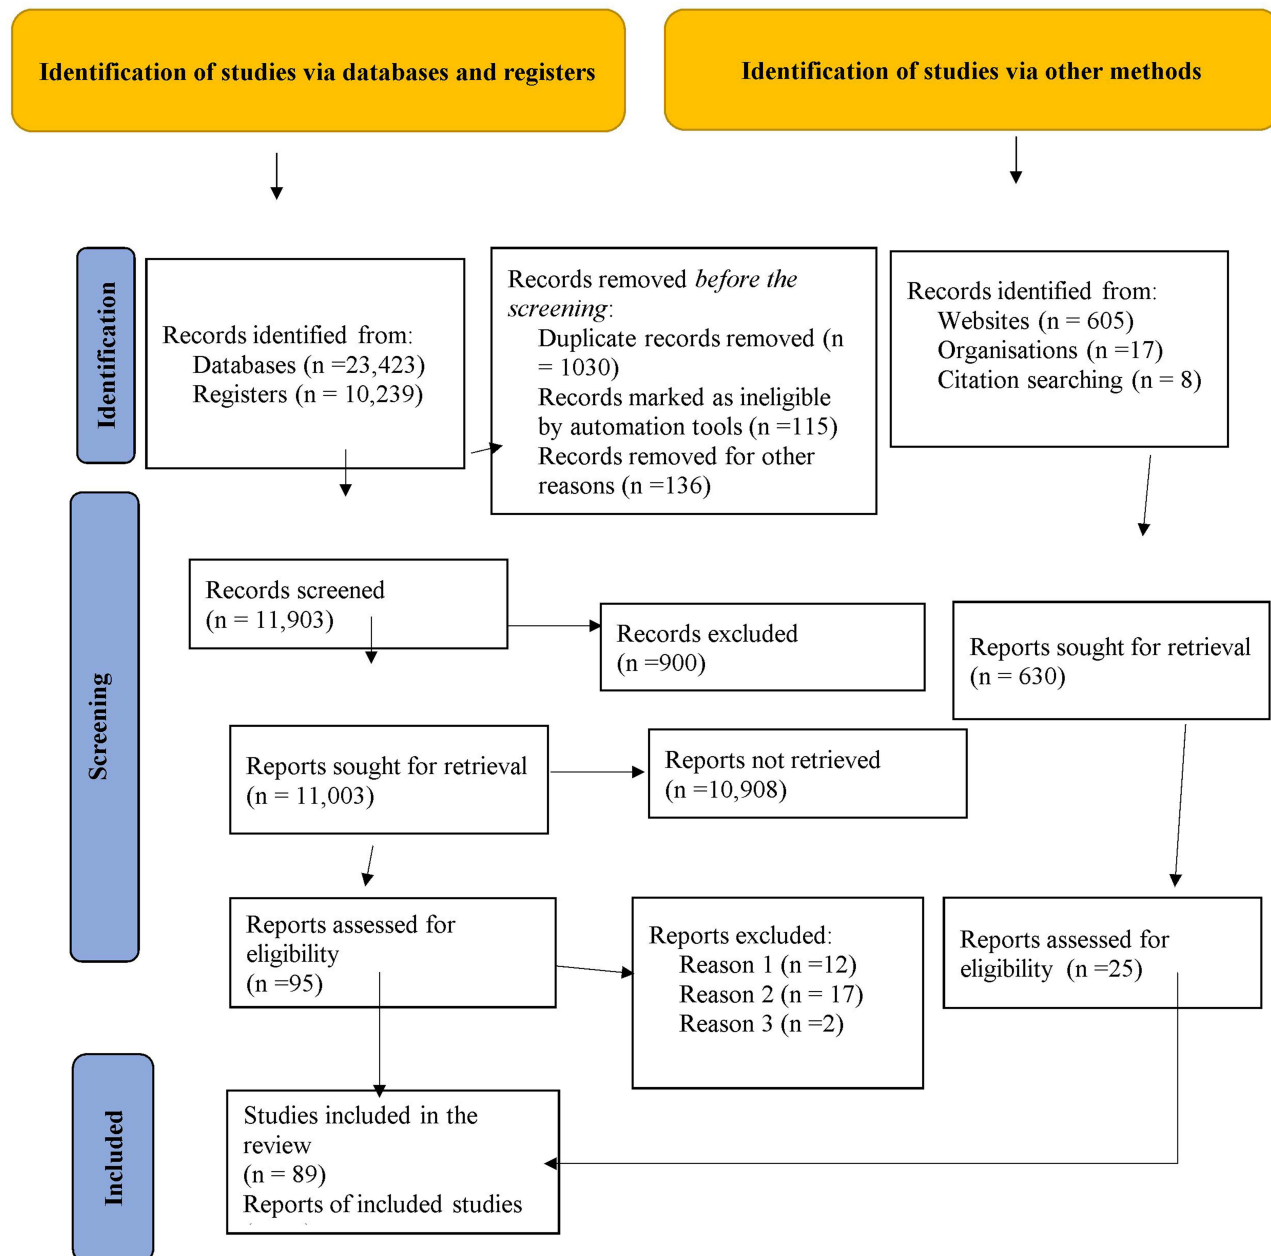 Identification of studies via databases and registers
Identification of studies via other methods
Identification
Records identified from:
Databases (n =23,423)
Registers (n = 10,239)
Records removed before the
screening:
Duplicate records removed (n
= 1030)
Records marked as ineligible
by automation tools (n =115)
Records removed for other
reasons (n =136)
Records identified from:
Websites (n = 605)
Organisations (n =17)
Citation searching (n = 8)
Screening
Records screened
(n = 11,903)
Records excluded
(n =900)
Reports sought for retrieval
(n = 630)
Reports sought for retrieval
(n = 11,003)
Reports not retrieved
(n =10,908)
Reports assessed for
eligibility
(n =95)
Reports excluded:
Reason 1 (n =12)
Reason 2 (n = 17)
Reason 3 (n =2)
Reports assessed for
eligibility (n =25)
Included
Studies included in the
review
(n = 89)
Reports of included studies